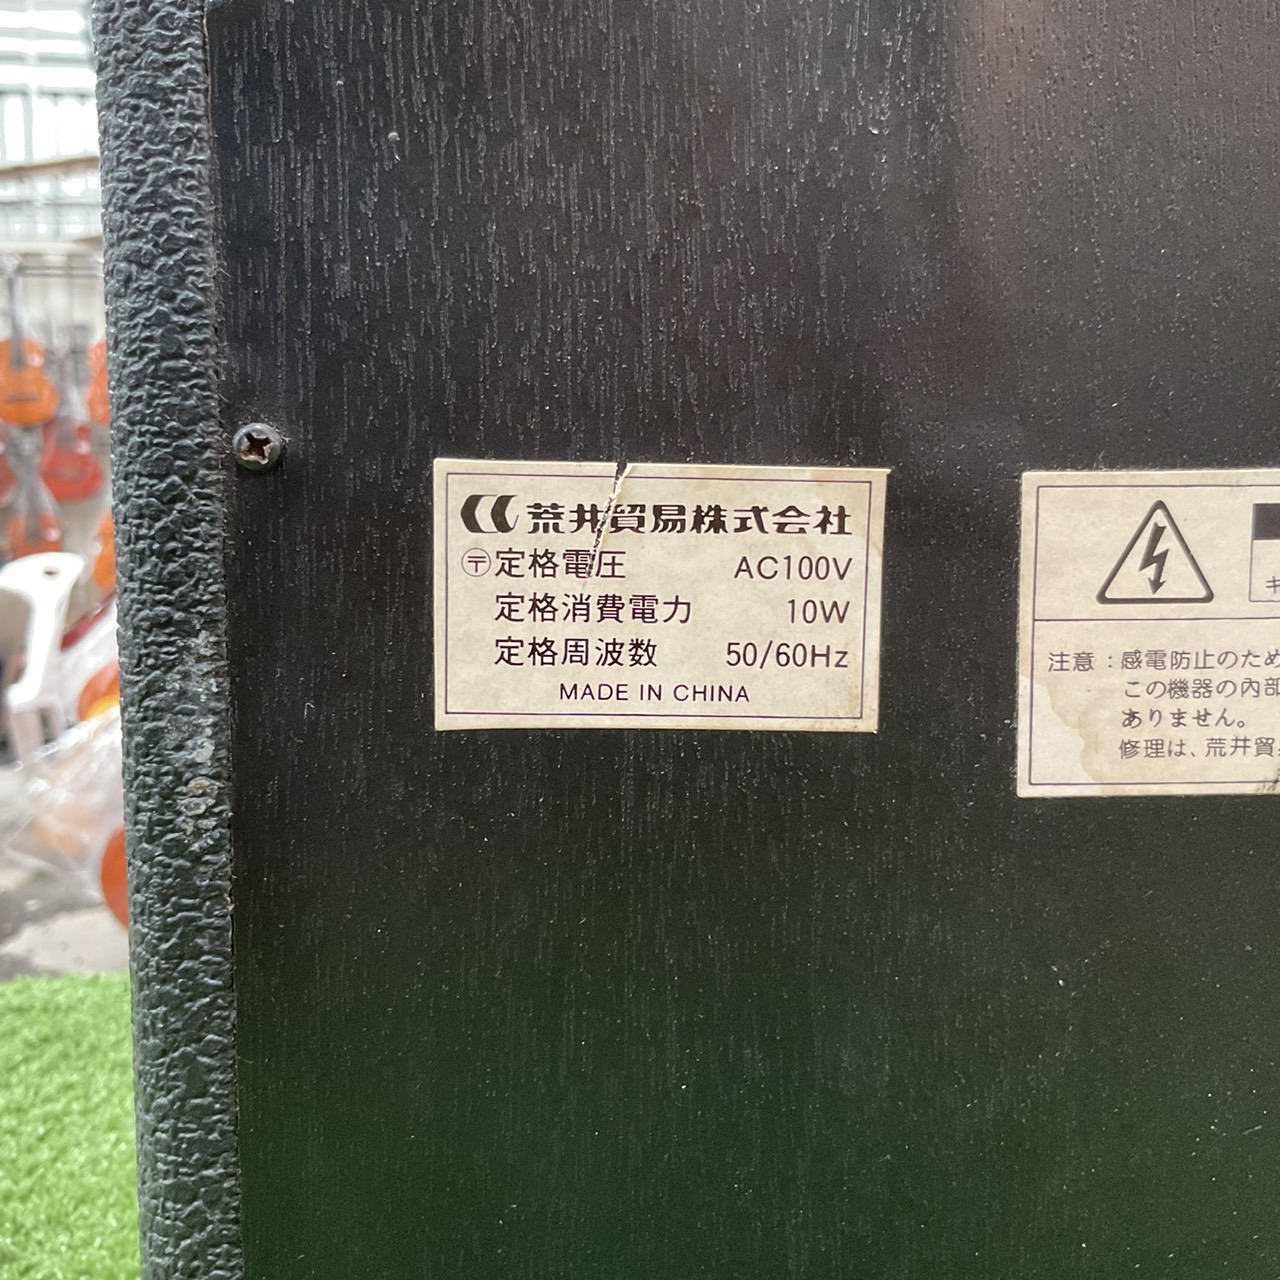 荒井貿易株式会社
〒定格電圧 AC100V
定格消費電力 10W
定格周波数 50/60Hz
MADE IN CHINA
キ
注意：感電防止のため
この機器の内部
ありません。
修理は、荒井貿